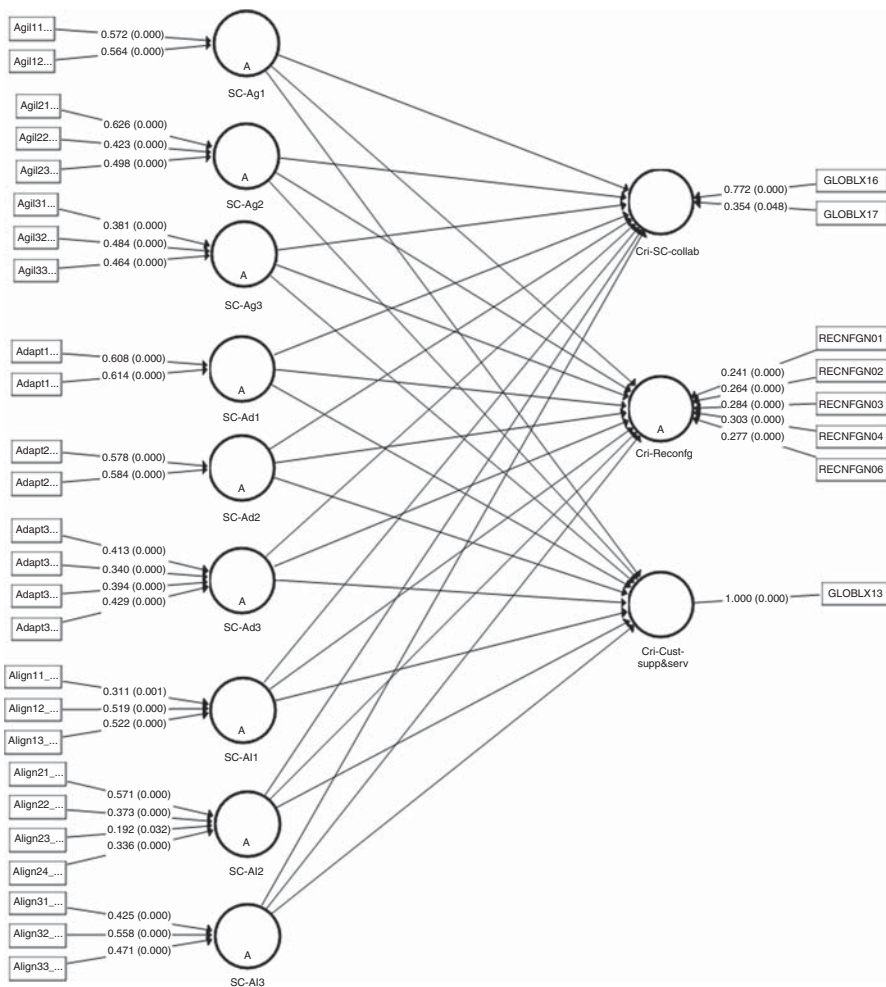 Agil11...
Agil12...
0.572 (0.000)
0.564 (0.000)
A
SC-Ag1
Agil21...
Agil22...
Agil23...
0.626 (0.000)
0.423 (0.000)
0.498 (0.000)
A
SC-Ag2
Agil31...
Agil32...
Agil33...
0.381 (0.000)
0.484 (0.000)
0.464 (0.000)
A
SC-Ag3
Adapt1...
Adapt1...
0.608 (0.000)
0.614 (0.000)
A
SC-Ad1
Adapt2...
Adapt2...
0.578 (0.000)
0.584 (0.000)
A
SC-Ad2
Adapt3...
Adapt3...
Adapt3...
Adapt3...
0.413 (0.000)
0.340 (0.000)
0.394 (0.000)
0.429 (0.000)
A
SC-Ad3
Align11_...
Align12_...
Align13_...
0.311 (0.001)
0.519 (0.000)
0.522 (0.000)
A
SC-AI1
Align21_...
Align22_...
Align23_...
Align24_...
0.571 (0.000)
0.373 (0.000)
0.192 (0.032)
0.336 (0.000)
A
SC-AI2
Align31_...
Align32_...
Align33_...
0.425 (0.000)
0.558 (0.000)
0.471 (0.000)
A
SC-AI3
Cri-SC-collab
0.772 (0.000)
0.354 (0.048)
GLOBLX16
GLOBLX17
A
Cri-Reconfg
0.241 (0.000)
0.264 (0.000)
0.284 (0.000)
0.303 (0.000)
0.277 (0.000)
RECNFGN01
RECNFGN02
RECNFGN03
RECNFGN04
RECNFGN06
Cri-Cust-
supp&serv
1.000 (0.000)
GLOBLX13